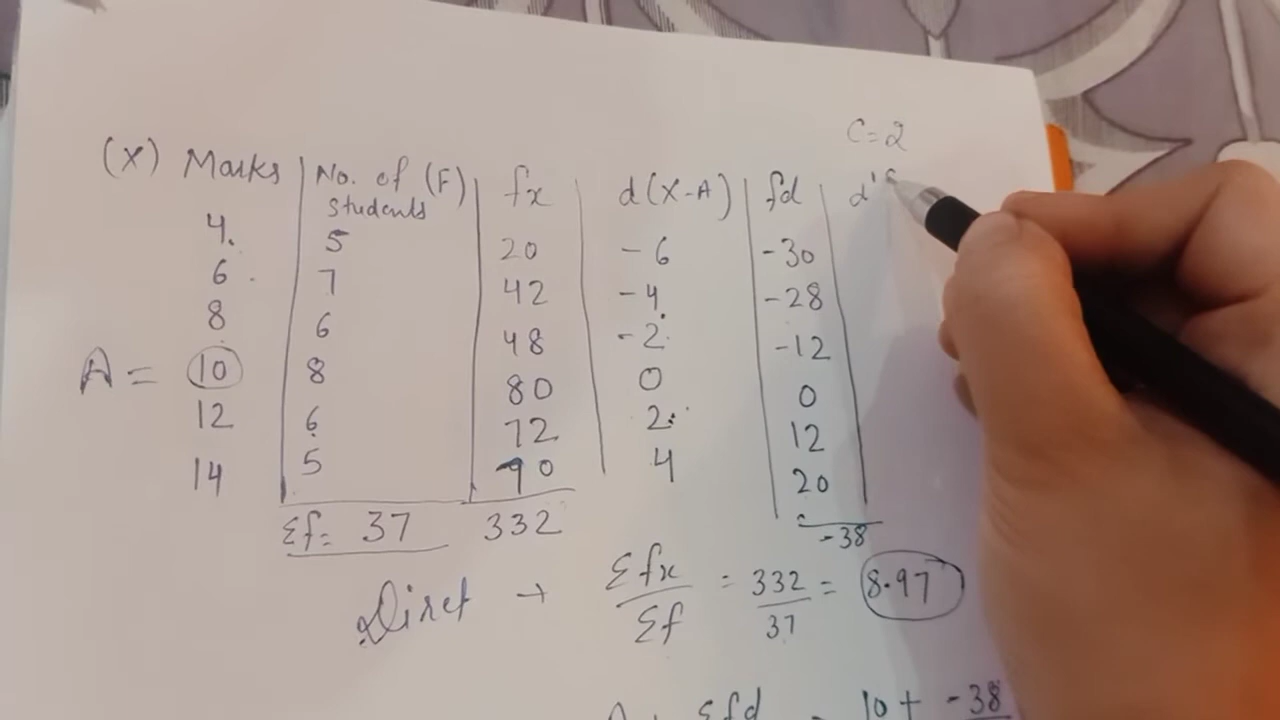 C=2
(X) Marks No. of (F) fx d(X-A) fd d'
Students
4 5 20 -6 -30
6 7 42 -4 -28
8 6 48 -2 -12
A = 10 8 80 0 0
12 6 72 2 12
14 5 70 4 20
Σf= 37 332 -38
Diret → Σfx/Σf = 332/37 = 8.97
Σfd 10 + -38